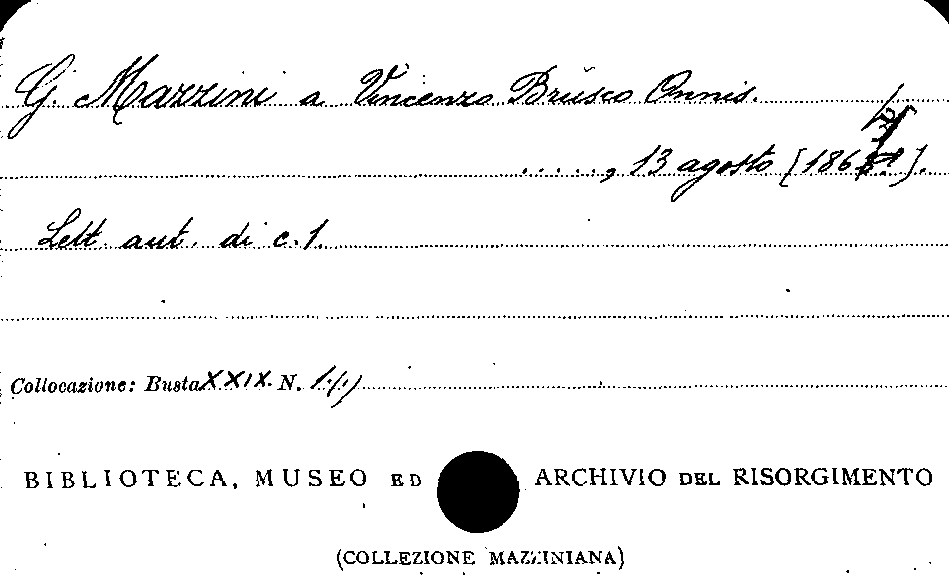 G. Mazzini a Vincenzo Brusco Onnis.
....., 13 agosto [186
Lett. aut. di c. 1.
Collocazione: Busta XXIX. N.
BIBLIOTECA, MUSEO ED ARCHIVIO DEL RISORGIMENTO
(COLLEZIONE MAZZINIANA)